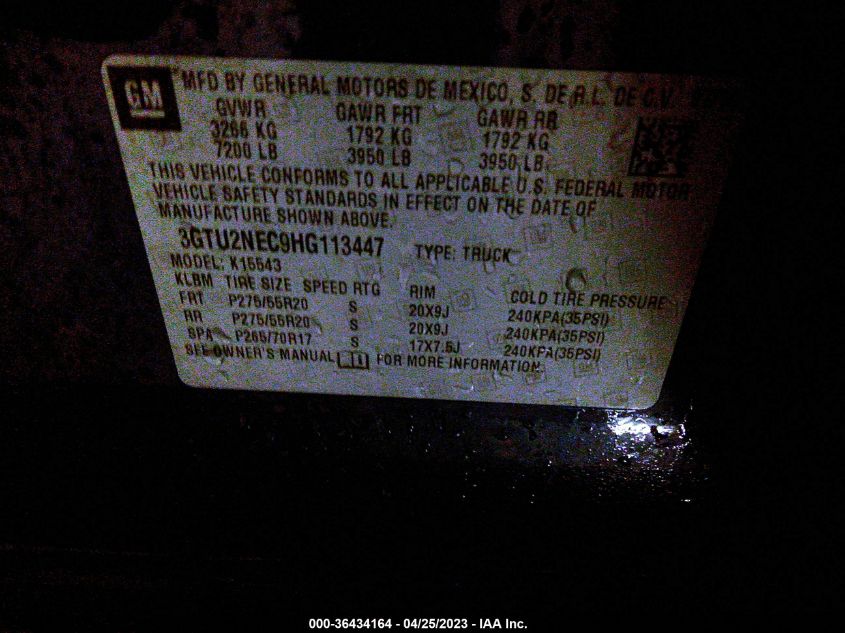 GM
MFD BY GENERAL MOTORS DE MEXICO, S. DE R.L. DE C.V.
GVWR GAWR FRT GAWR RR
3266 KG 1792 KG 1792 KG
7200 LB 3950 LB 3950 LB
THIS VEHICLE CONFORMS TO ALL APPLICABLE U.S. FEDERAL MOTOR
VEHICLE SAFETY STANDARDS IN EFFECT ON THE DATE OF
MANUFACTURE SHOWN ABOVE.
3GTU2NEC9HG113447 TYPE: TRUCK
MODEL: K15543
KLBM TIRE SIZE SPEED RTG RIM COLD TIRE PRESSURE
FRT P275/55R20 S 20X9J 240KPA(35PSI)
RR P275/55R20 S 20X9J 240KPA(35PSI)
SPA P265/70R17 S 17X7.5J 240KPA(35PSI)
SEE OWNER'S MANUAL FOR MORE INFORMATION.
000-36434164 - 04/25/2023 - IAA Inc.